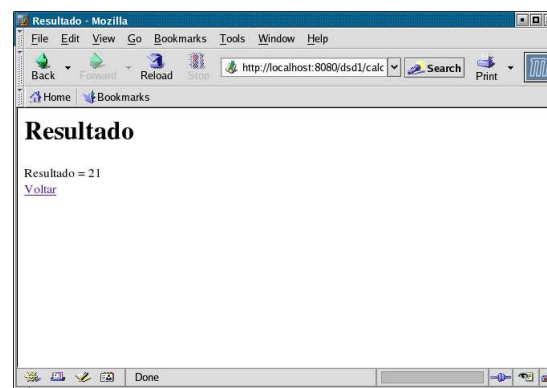 Resultado - Mozilla
File Edit View Go Bookmarks Tools Window Help
Back Forward Reload Stop http://localhost:8080/dsd1/calc Search Print
Home Bookmarks
Resultado
Resultado = 21
Voltar
Done